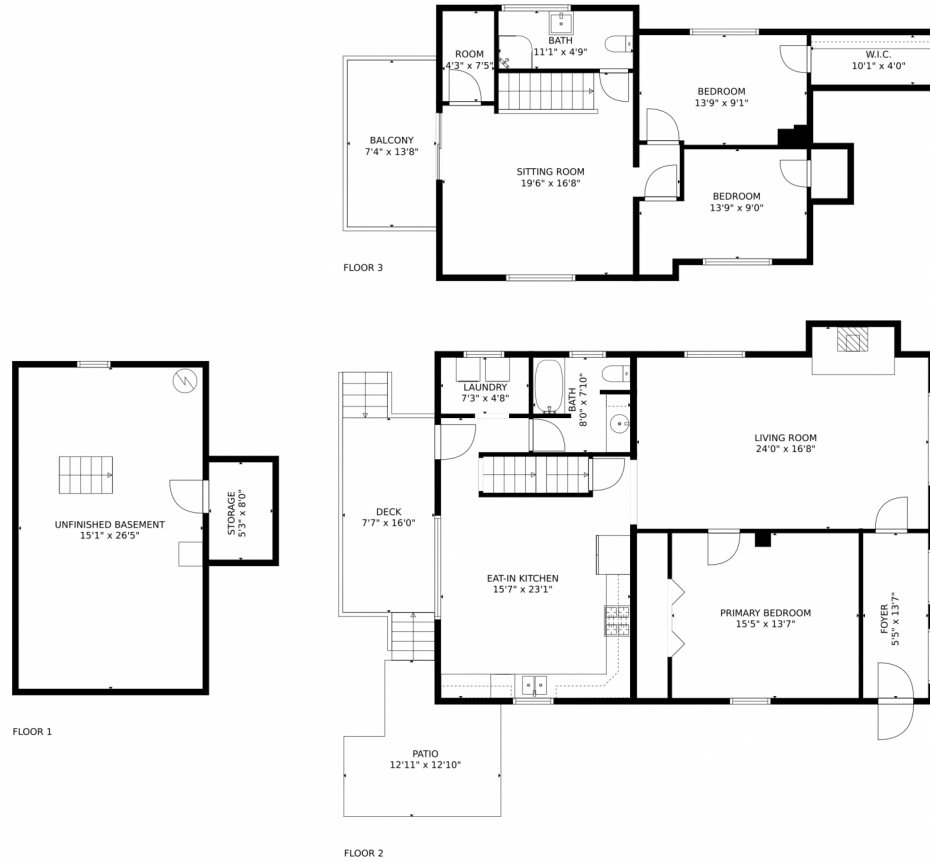 ROOM
4'3" x 7'5"
BATH
11'1" x 4'9"
W.I.C.
10'1" x 4'0"
BEDROOM
13'9" x 9'1"
BALCONY
7'4" x 13'8"
SITTING ROOM
19'6" x 16'8"
BEDROOM
13'9" x 9'0"
FLOOR 3
LAUNDRY
7'3" x 4'8"
BATH
8'0" x 7'10"
LIVING ROOM
24'0" x 16'8"
DECK
7'7" x 16'0"
EAT-IN KITCHEN
15'7" x 23'1"
PRIMARY BEDROOM
15'5" x 13'7"
FOYER
5'5" x 13'7"
PATIO
12'11" x 12'10"
FLOOR 2
UNFINISHED BASEMENT
15'1" x 26'5"
STORAGE
5'3" x 8'0"
FLOOR 1